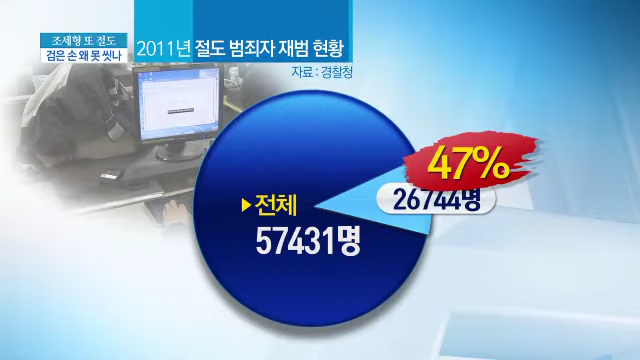 조세형 또 절도
검은 손 왜 못 씻나
2011년 절도 범죄자 재범 현황
자료 : 경찰청
47%
26744명
▶전체
57431명